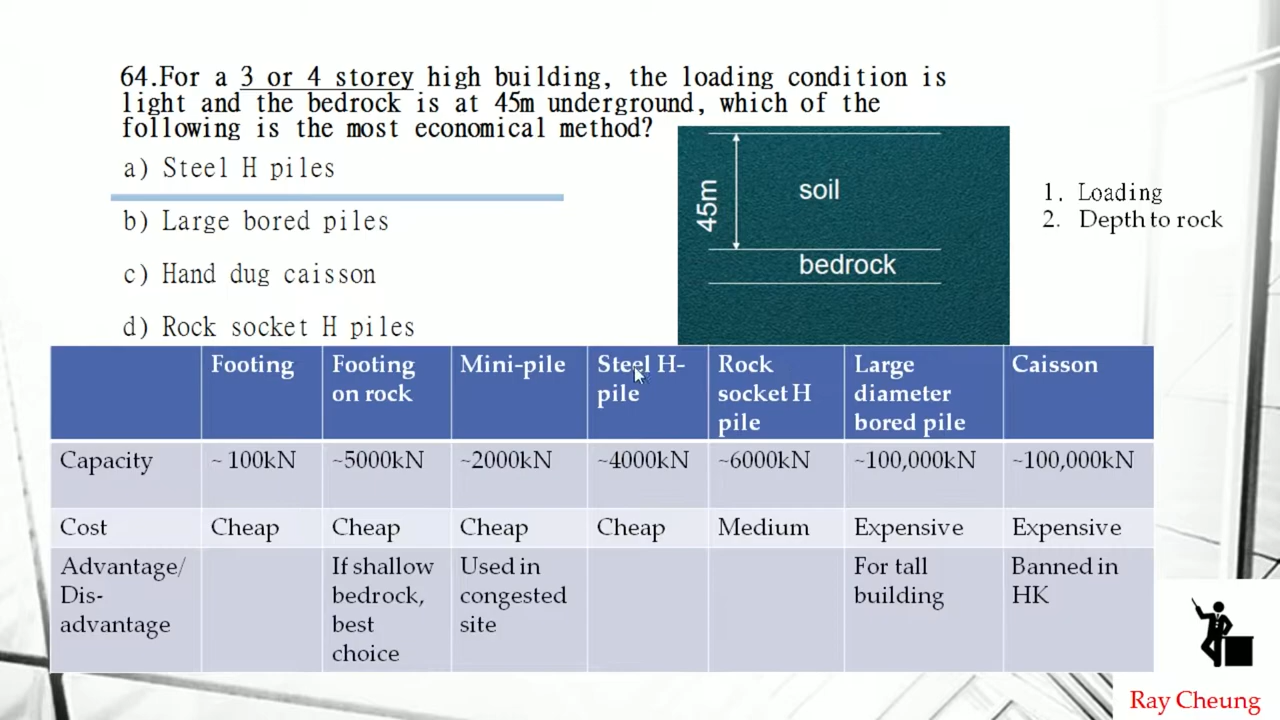 64.For a 3 or 4 storey high building, the loading condition is
light and the bedrock is at 45m underground, which of the
following is the most economical method?
a) Steel H piles
b) Large bored piles
c) Hand dug caisson
d) Rock socket H piles
45m
soil
bedrock
1. Loading
2. Depth to rock
Footing
Footing
on rock
Mini-pile
Steel H-
pile
Rock
socket H
pile
Large
diameter
bored pile
Caisson
Capacity
~ 100kN
~5000kN
~2000kN
~4000kN
~6000kN
~100,000kN
~100,000kN
Cost
Cheap
Cheap
Cheap
Cheap
Medium
Expensive
Expensive
Advantage/
Dis-
advantage
If shallow
bedrock,
best
choice
Used in
congested
site
For tall
building
Banned in
HK
Ray Cheung